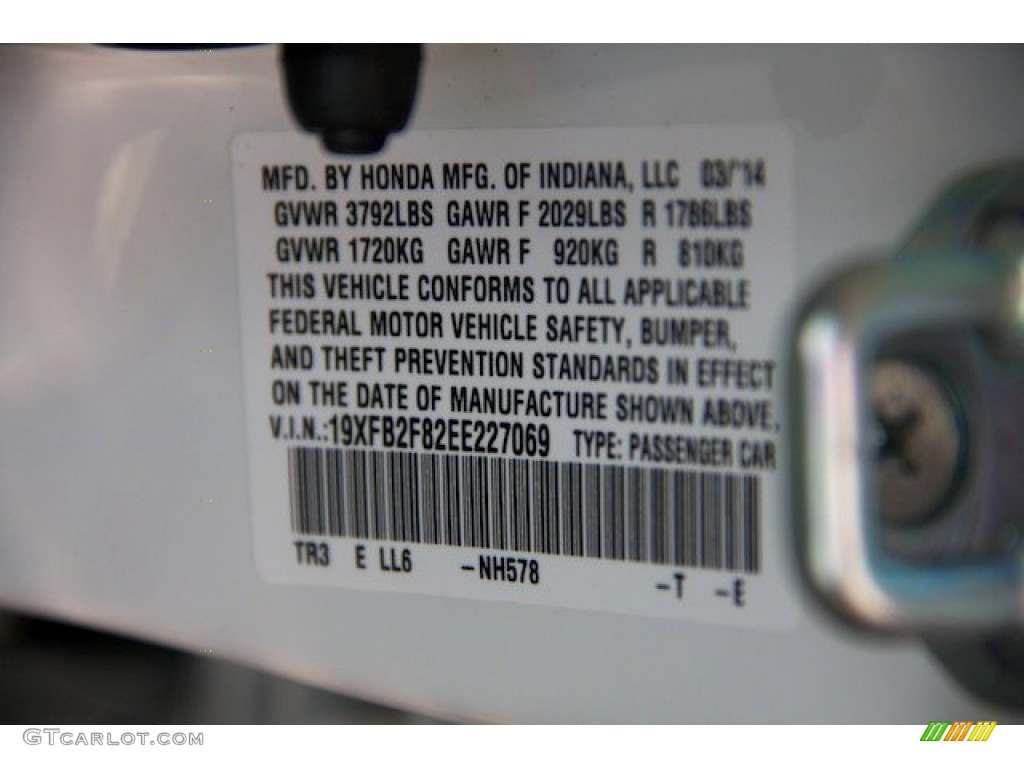 MFD. BY HONDA MFG. OF INDIANA, LLC 03/'14
GVWR 3792LBS GAWR F 2029LBS R 1786LBS
GVWR 1720KG GAWR F 920KG R 810KG
THIS VEHICLE CONFORMS TO ALL APPLICABLE
FEDERAL MOTOR VEHICLE SAFETY, BUMPER,
AND THEFT PREVENTION STANDARDS IN EFFECT
ON THE DATE OF MANUFACTURE SHOWN ABOVE.
V.I.N.:19XFB2F82EE227069 TYPE: PASSENGER CAR
TR3 E LL6 -NH578 -T -E
GTCARLOT.COM